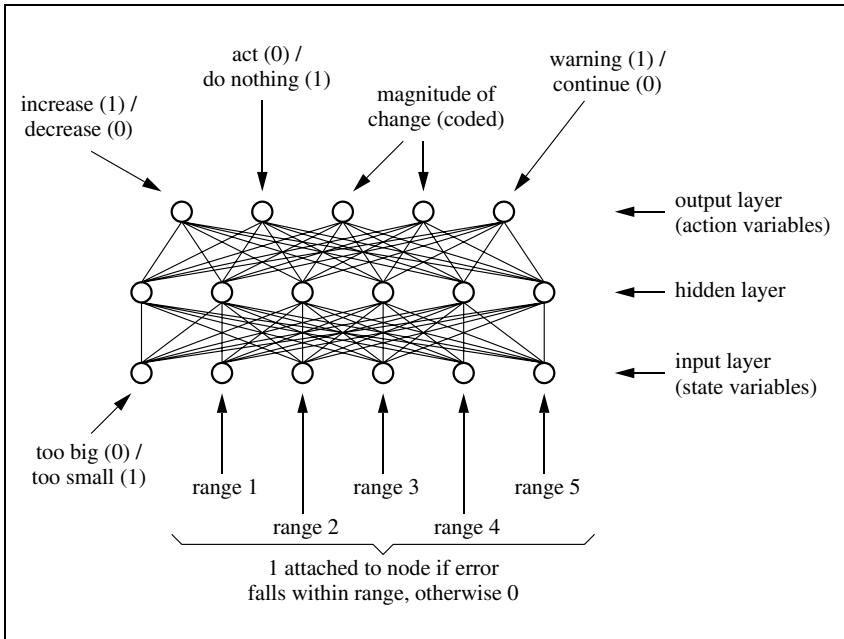 act (0) /
do nothing (1)
warning (1) /
continue (0)
magnitude of
change (coded)
increase (1) /
decrease (0)
output layer
(action variables)
hidden layer
input layer
(state variables)
too big (0) /
too small (1)
range 1
range 3
range 5
range 2
range 4
1 attached to node if error
falls within range, otherwise 0